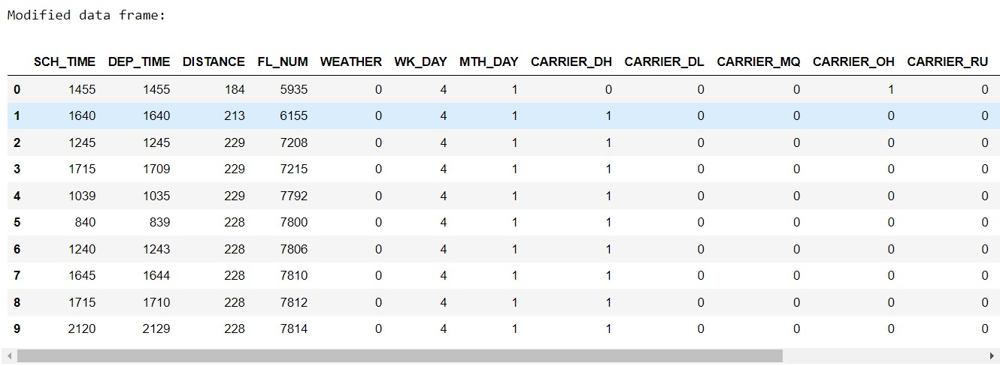 Modified data frame:
SCH_TIME DEP_TIME DISTANCE FL_NUM WEATHER WK_DAY MTH_DAY CARRIER_DH CARRIER_DL CARRIER_MQ CARRIER_OH CARRIER_RU
0 1455 1455 184 5935 0 4 1 0 0 0 1 0
1 1640 1640 213 6155 0 4 1 1 0 0 0 0
2 1245 1245 229 7208 0 4 1 1 0 0 0 0
3 1715 1709 229 7215 0 4 1 1 0 0 0 0
4 1039 1035 229 7792 0 4 1 1 0 0 0 0
5 840 839 228 7800 0 4 1 1 0 0 0 0
6 1240 1243 228 7806 0 4 1 1 0 0 0 0
7 1645 1644 228 7810 0 4 1 1 0 0 0 0
8 1715 1710 228 7812 0 4 1 1 0 0 0 0
9 2120 2129 228 7814 0 4 1 1 0 0 0 0